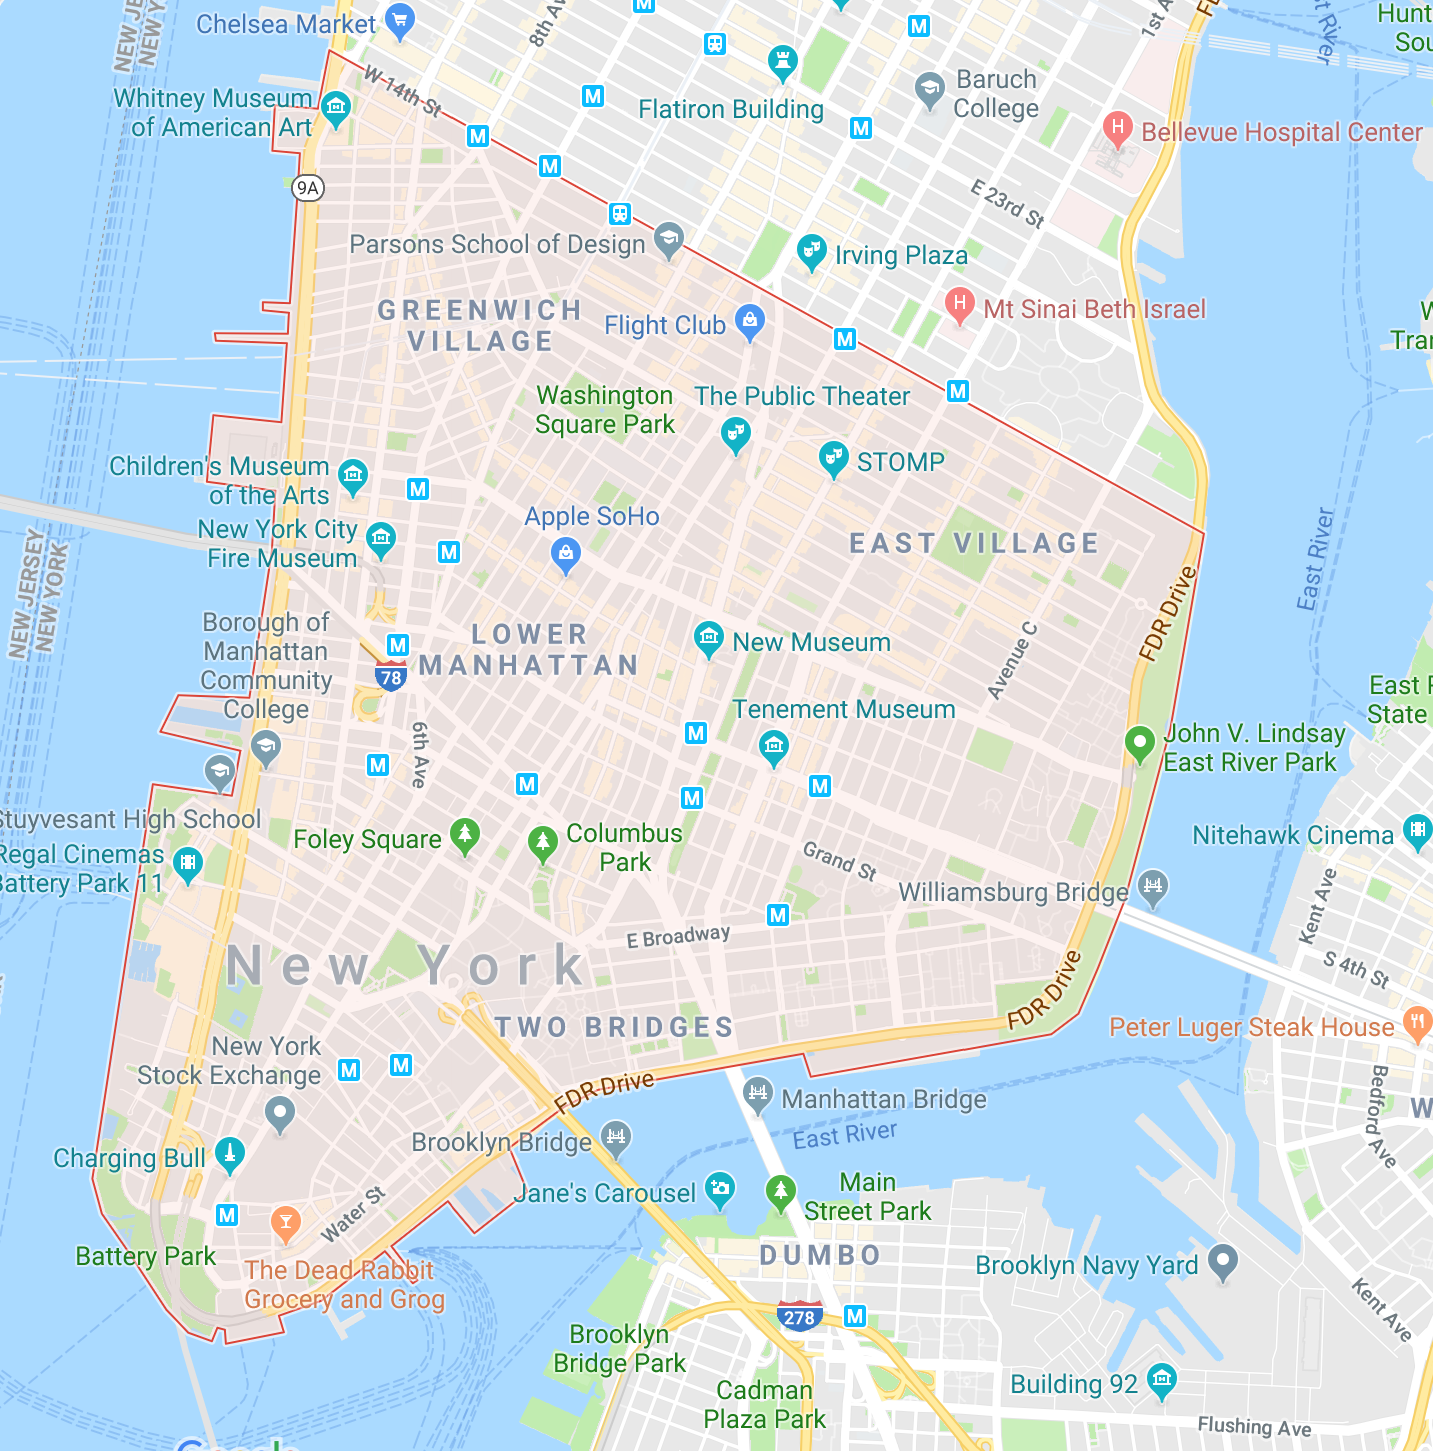 Chelsea Market
8th Av
1st A
NEW JERSEY
NEW Y
Whitney Museum
of American Art
W 14th St
Flatiron Building
Baruch
College
Bellevue Hospital Center
East River
9A
E 23rd St
Parsons School of Design
Irving Plaza
Mt Sinai Beth Israel
GREENWICH
VILLAGE
Flight Club
Washington
Square Park
The Public Theater
STOMP
Children's Museum
of the Arts
New York City
Fire Museum
Apple SoHo
EAST VILLAGE
East River
FDR Drive
NEW JERSEY
NEW YORK
Borough of
Manhattan
Community
College
LOWER
MANHATTAN
New Museum
Avenue C
78
Tenement Museum
6th Ave
John V. Lindsay
East River Park
East R
State
Stuyvesant High School
Regal Cinemas
Battery Park 11
Foley Square
Columbus
Park
Grand St
Nitehawk Cinema
Williamsburg Bridge
Kent Ave
E Broadway
New York
S 4th St
FDR Drive
TWO BRIDGES
Peter Luger Steak House
New York
Stock Exchange
FDR Drive
Manhattan Bridge
Bedford Ave
W
Brooklyn Bridge
East River
Charging Bull
Jane's Carousel
Main
Street Park
Water St
Battery Park
The Dead Rabbit
Grocery and Grog
DUMBO
Brooklyn Navy Yard
278
Kent Ave
Brooklyn
Bridge Park
Cadman
Plaza Park
Building 92
Flushing Ave